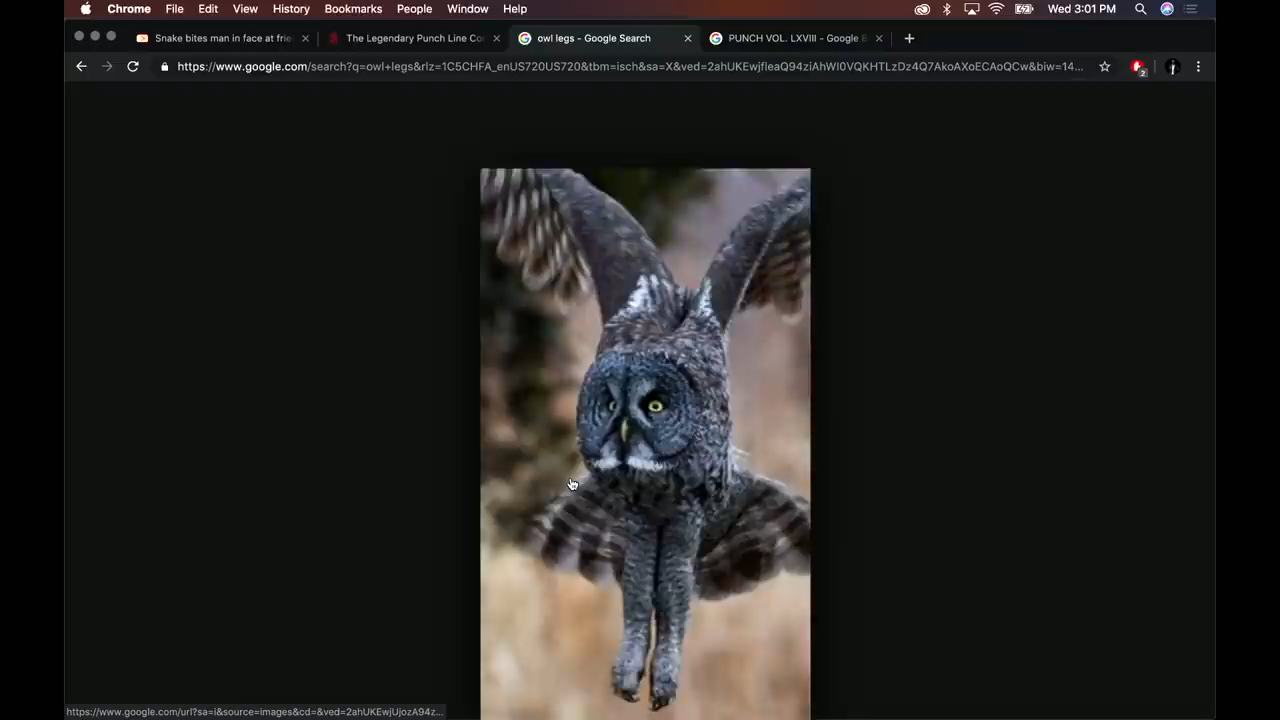 Chrome File Edit View History Bookmarks People Window Help Wed 3:01 PM
Snake bites man in face at frie The Legendary Punch Line Co owl legs - Google Search PUNCH VOL. LXVIII - Google B
https://www.google.com/search?q=owl+legs&rlz=1C5CHFA_enUS720US720&tbm=isch&sa=X&ved=2ahUKEwjfleaQ94ziAhWI0VQKHTLzDz4Q7AkoAXoECAoQCw&biw=14... 2
https://www.google.com/url?sa=i&source=images&cd=&ved=2ahUKEwjUjozA94z...